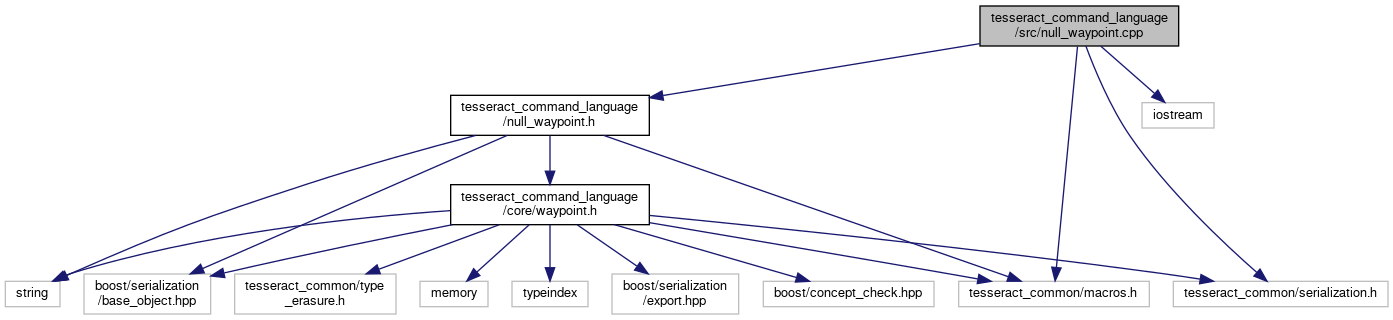 tesseract_command_language
/src/null_waypoint.cpp
tesseract_command_language
/null_waypoint.h
iostream
tesseract_command_language
/core/waypoint.h
string
boost/serialization
/base_object.hpp
tesseract_common/type
_erasure.h
memory
typeindex
boost/serialization
/export.hpp
boost/concept_check.hpp
tesseract_common/macros.h
tesseract_common/serialization.h